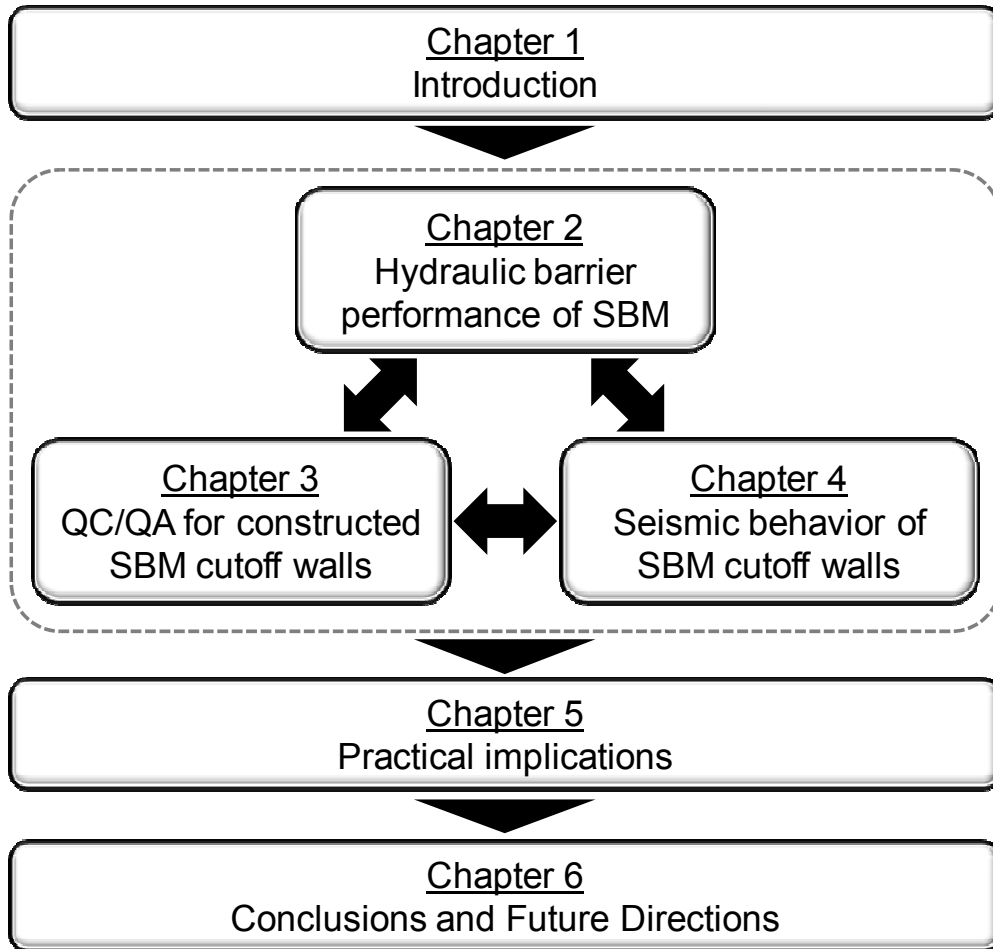 Chapter 1
Introduction
Chapter 2
Hydraulic barrier
performance of SBM
Chapter 3
QC/QA for constructed
SBM cutoff walls
Chapter 4
Seismic behavior of
SBM cutoff walls
Chapter 5
Practical implications
Chapter 6
Conclusions and Future Directions